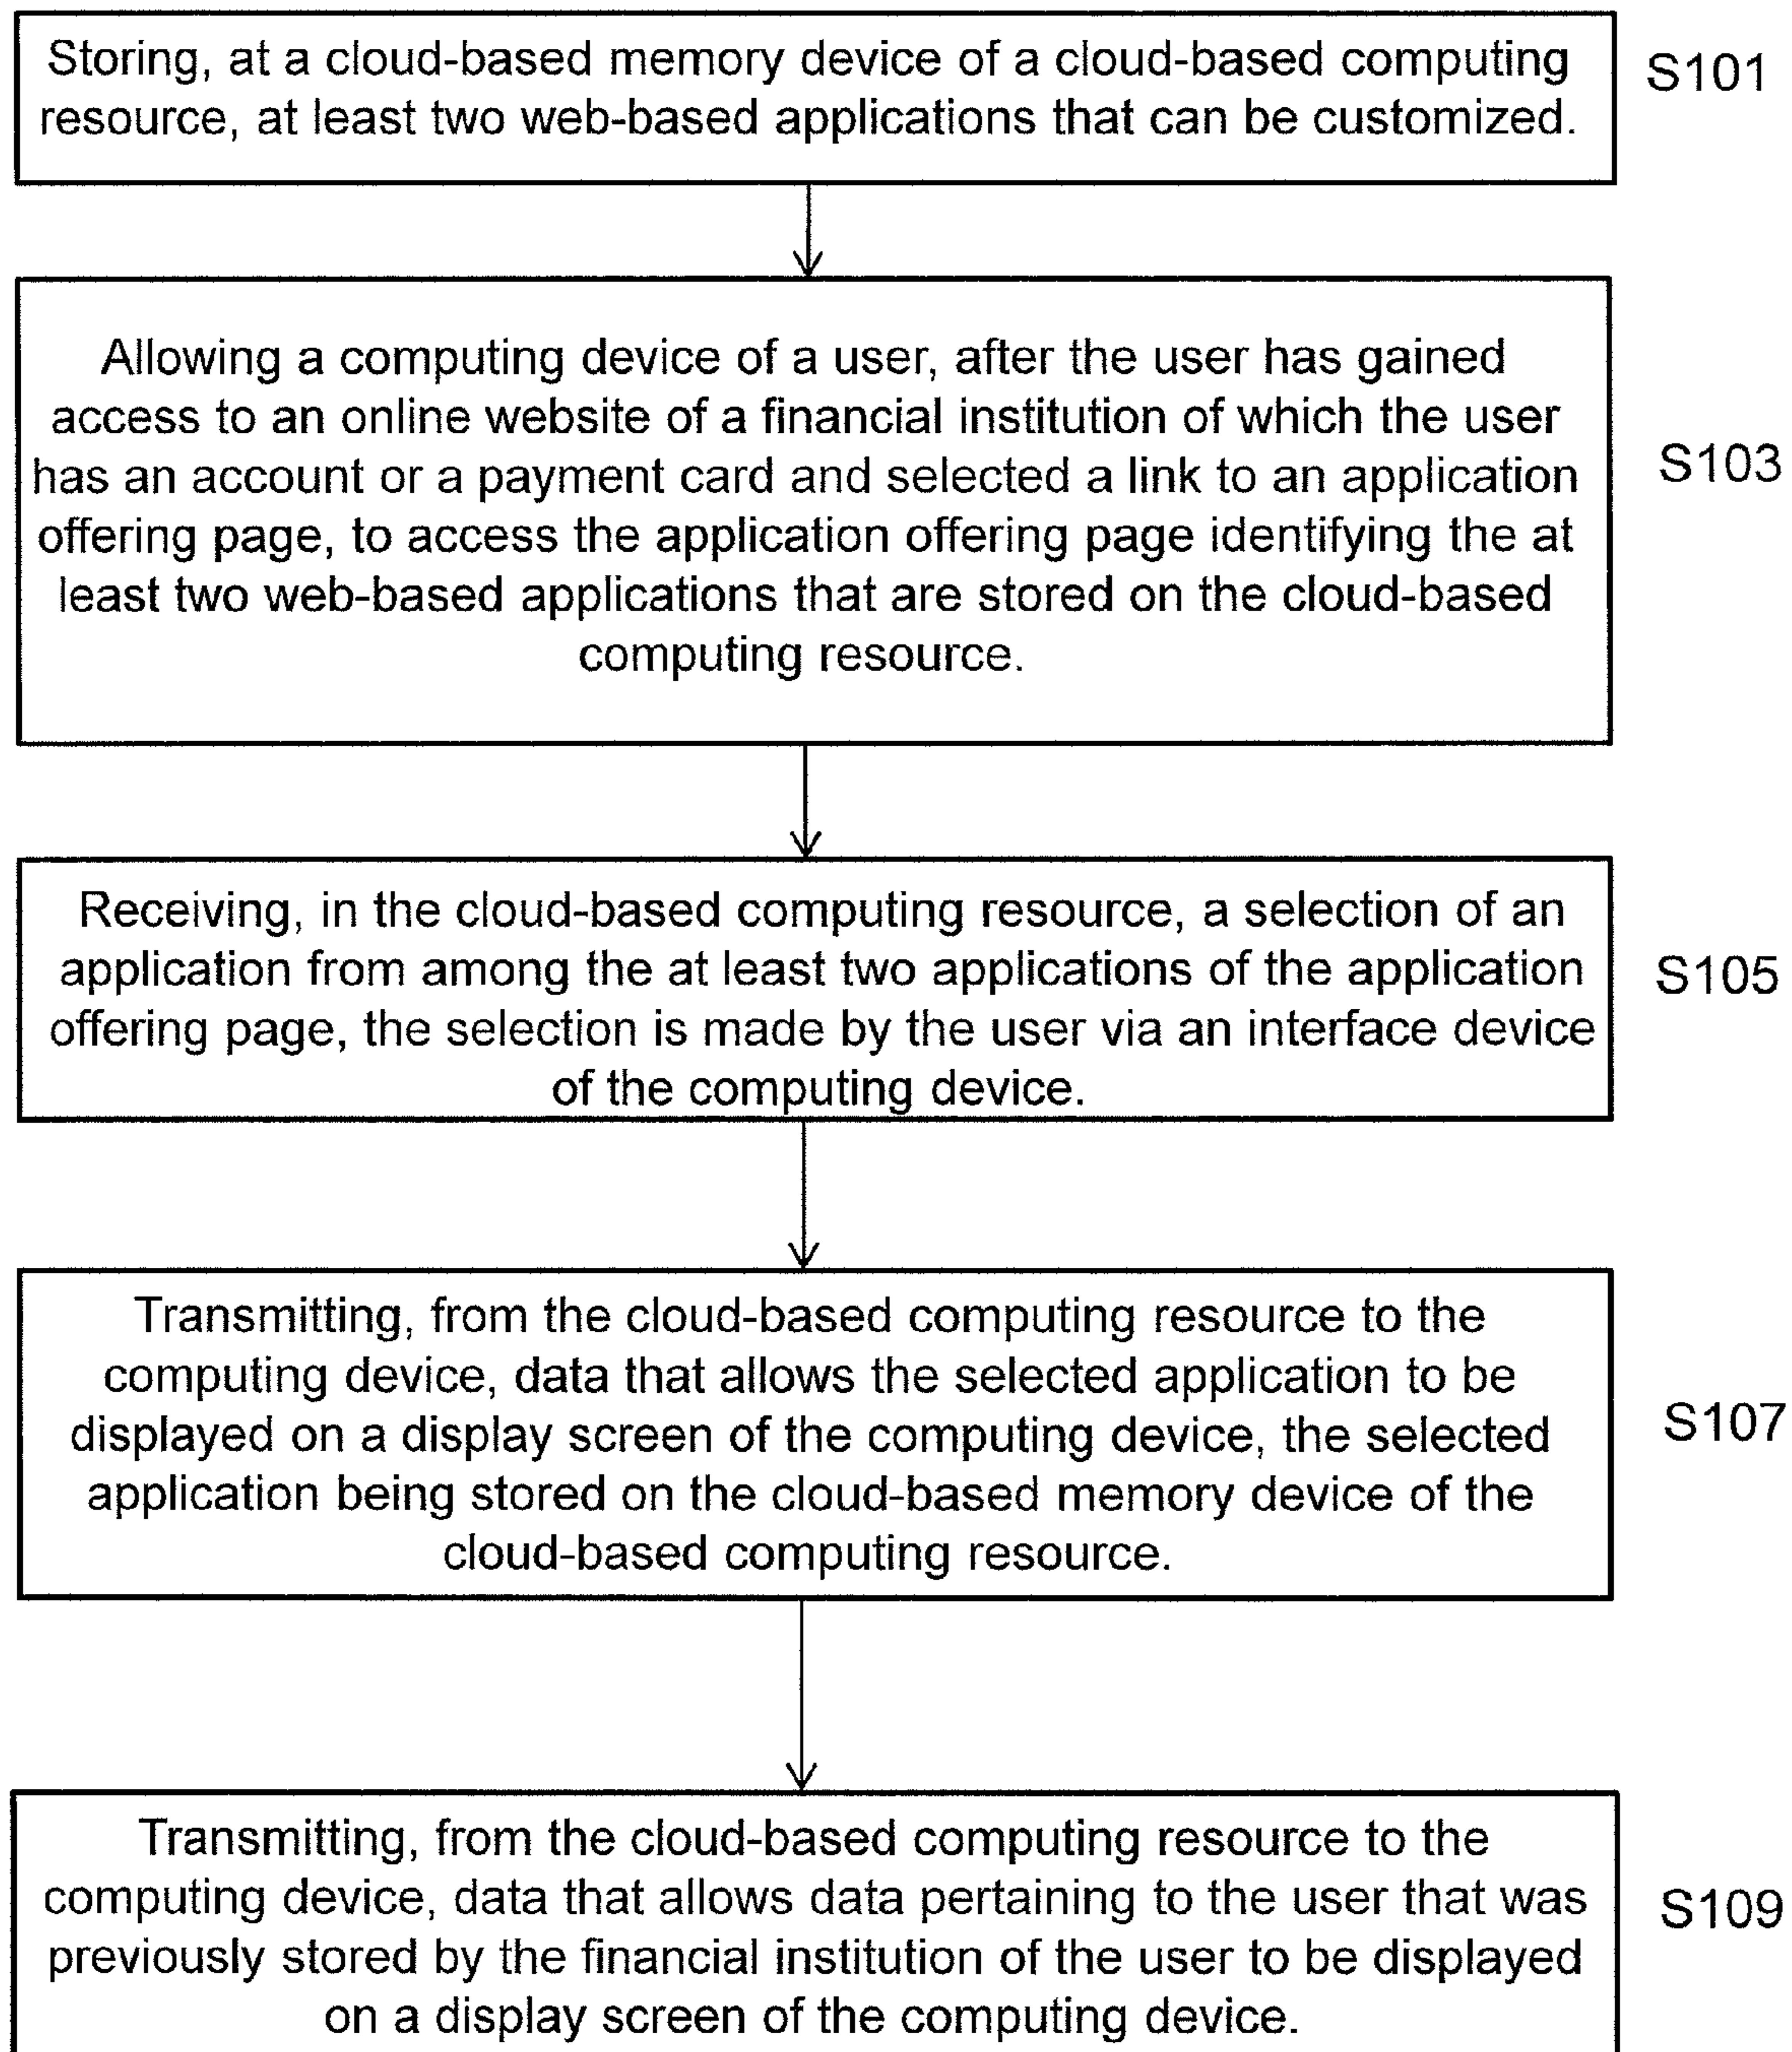 Storing, at a cloud-based memory device of a cloud-based computing
resource, at least two web-based applications that can be customized.
S101
Allowing a computing device of a user, after the user has gained
access to an online website of a financial institution of which the user
has an account or a payment card and selected a link to an application
offering page, to access the application offering page identifying the at
least two web-based applications that are stored on the cloud-based
computing resource.
S103
Receiving, in the cloud-based computing resource, a selection of an
application from among the at least two applications of the application
offering page, the selection is made by the user via an interface device
of the computing device.
S105
Transmitting, from the cloud-based computing resource to the
computing device, data that allows the selected application to be
displayed on a display screen of the computing device, the selected
application being stored on the cloud-based memory device of the
cloud-based computing resource.
S107
Transmitting, from the cloud-based computing resource to the
computing device, data that allows data pertaining to the user that was
previously stored by the financial institution of the user to be displayed
on a display screen of the computing device.
S109